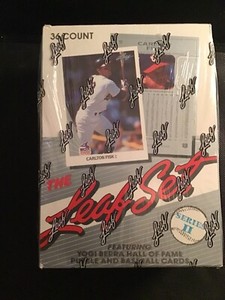 36 COUNT
CARLTON FISK
THE
Leaf Set
SERIES
II
FEATURING
YOGI BERRA HALL OF FAME
PUZZLE AND BASEBALL CARDS